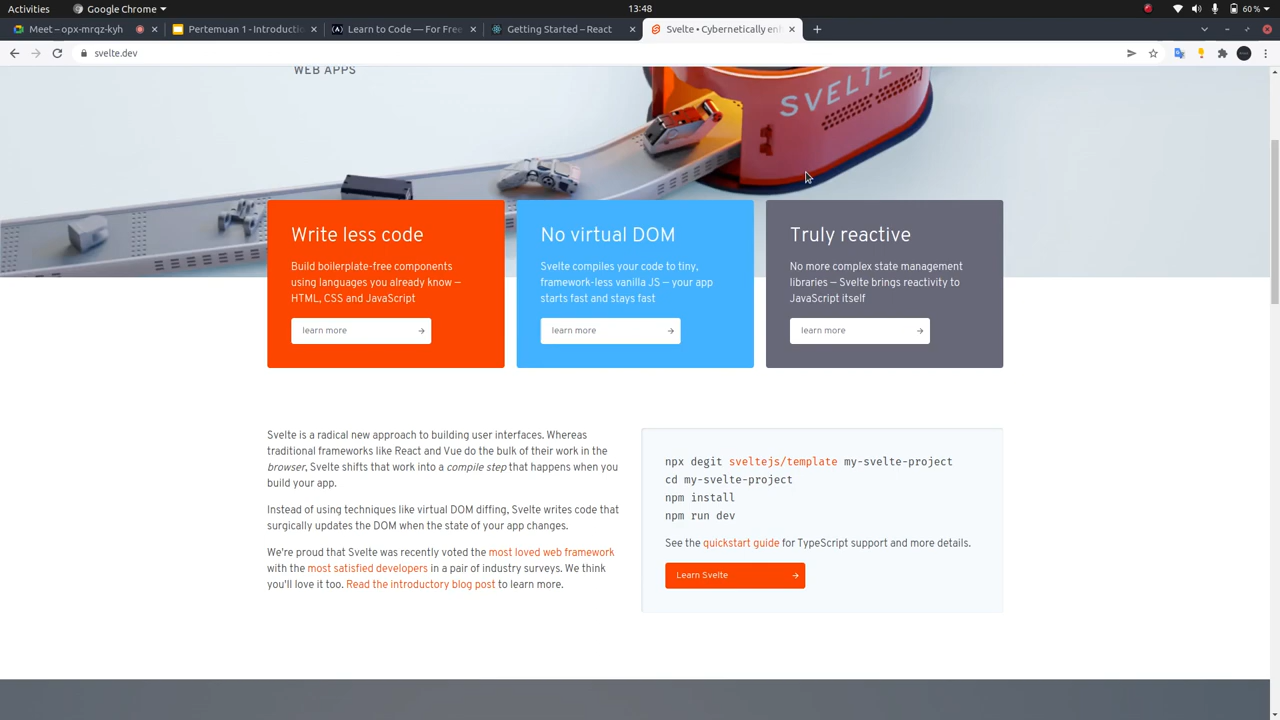 Activities
Google Chrome
13:48
60 %
Meet – opx-mrqz-kyh
Pertemuan 1 - Introductio
Learn to Code — For Free
Getting Started – React
Svelte • Cybernetically en
svelte.dev
WEB APPS
SVELTE
Write less code
Build boilerplate-free components
using languages you already know —
HTML, CSS and JavaScript
learn more
No virtual DOM
Svelte compiles your code to tiny,
framework-less vanilla JS — your app
starts fast and stays fast
learn more
Truly reactive
No more complex state management
libraries — Svelte brings reactivity to
JavaScript itself
learn more
Svelte is a radical new approach to building user interfaces. Whereas
traditional frameworks like React and Vue do the bulk of their work in the
browser, Svelte shifts that work into a compile step that happens when you
build your app.
Instead of using techniques like virtual DOM diffing, Svelte writes code that
surgically updates the DOM when the state of your app changes.
We're proud that Svelte was recently voted the most loved web framework
with the most satisfied developers in a pair of industry surveys. We think
you'll love it too. Read the introductory blog post to learn more.
npx degit sveltejs/template my-svelte-project
cd my-svelte-project
npm install
npm run dev
See the quickstart guide for TypeScript support and more details.
Learn Svelte